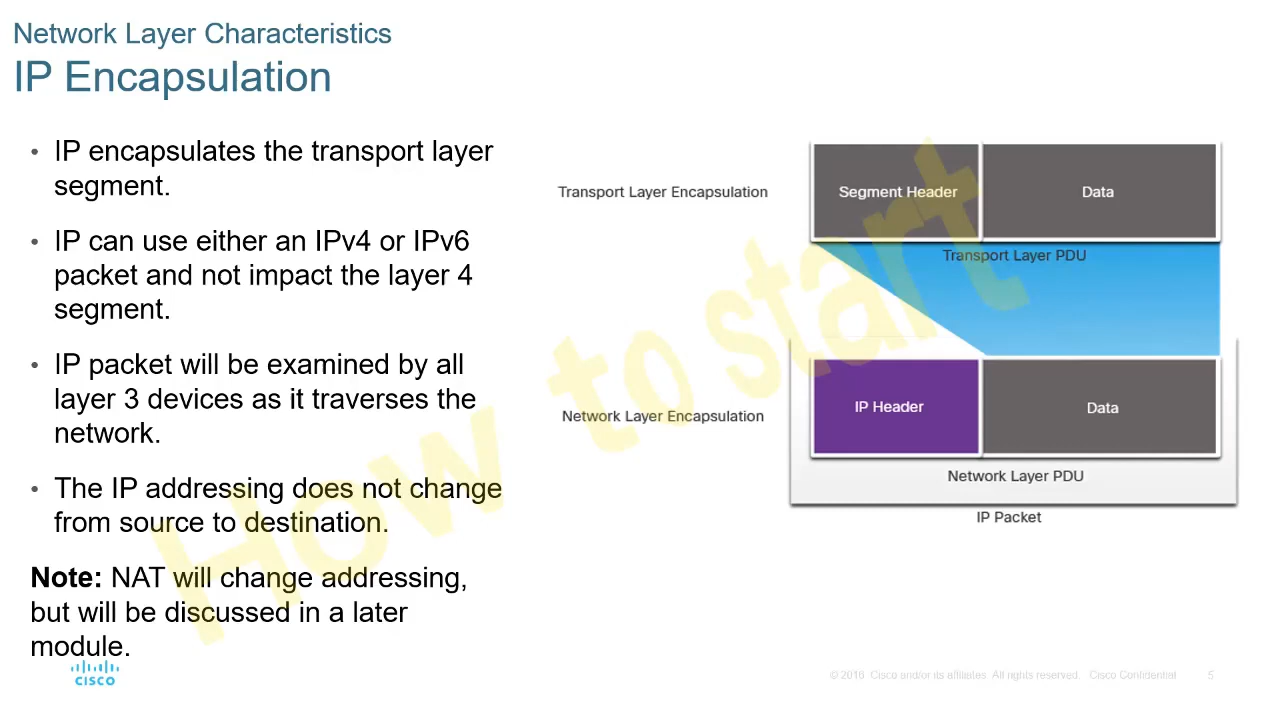 Network Layer Characteristics
IP Encapsulation
• IP encapsulates the transport layer
segment.
• IP can use either an IPv4 or IPv6
packet and not impact the layer 4
segment.
• IP packet will be examined by all
layer 3 devices as it traverses the
network.
• The IP addressing does not change
from source to destination.
Note: NAT will change addressing,
but will be discussed in a later
module.
Transport Layer Encapsulation
Segment Header
Data
Transport Layer PDU
Network Layer Encapsulation
IP Header
Data
Network Layer PDU
IP Packet
How to start
CISCO
© 2016 Cisco and/or its affiliates. All rights reserved. Cisco Confidential
5